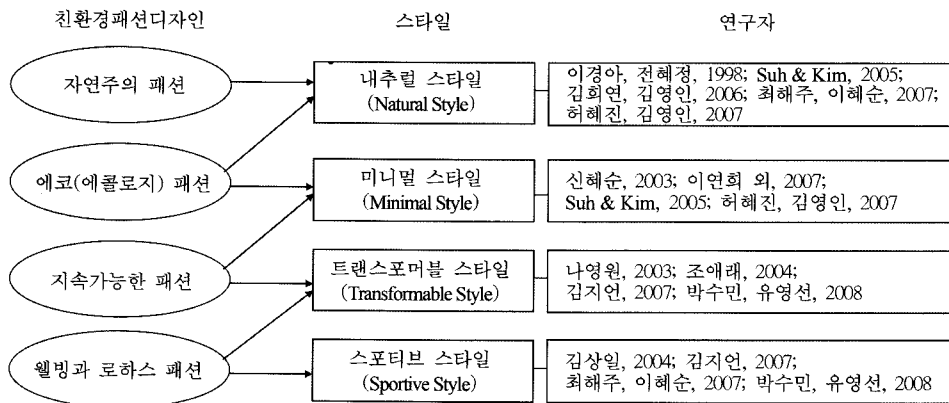 친환경패션디자인 스타일 연구자
자연주의 패션
내추럴 스타일
(Natural Style)
이경아, 전혜정, 1998; Suh & Kim, 2005;
김희연, 김영인, 2006; 최해주, 이혜순, 2007;
허혜진, 김영인, 2007
에코(에콜로지) 패션
미니멀 스타일
(Minimal Style)
신혜순, 2003; 이연희 외, 2007;
Suh & Kim, 2005; 허혜진, 김영인, 2007
지속가능한 패션
트랜스포머블 스타일
(Transformable Style)
나영원, 2003; 조애래, 2004;
김지언, 2007; 박수민, 유영선, 2008
웰빙과 로하스 패션
스포티브 스타일
(Sportive Style)
김상일, 2004; 김지언, 2007;
최해주, 이혜순, 2007; 박수민, 유영선, 2008